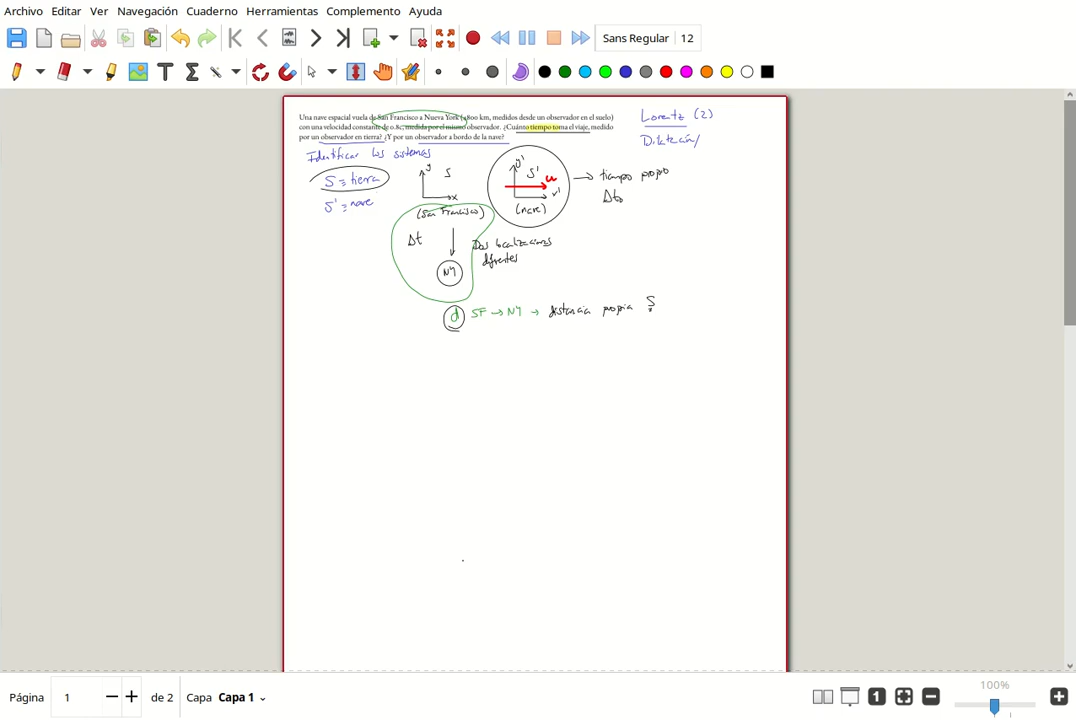 Archivo Editar Ver Navegación Cuaderno Herramientas Complemento Ayuda
Sans Regular 12
Una nave espacial vuela de San Francisco a Nueva York (4800 km, medidos desde un observador en el suelo)
con una velocidad constante de 0.8c, medida por el mismo observador. ¿Cuánto tiempo toma el viaje, medido
por un observador en tierra? ¿Y por un observador a bordo de la nave?
Lorentz (2)
Dilatación
Identificar los sistemas
S ≡ tierra
S' ≡ nave
y S
x
(San Francisco)
y' S' u
x'
(nave)
→ tiempo propio
Δt₀
Δt
Dos localizaciones
diferentes
NY
d SF → NY → distancia propia S
Página 1 de 2 Capa Capa 1
100%